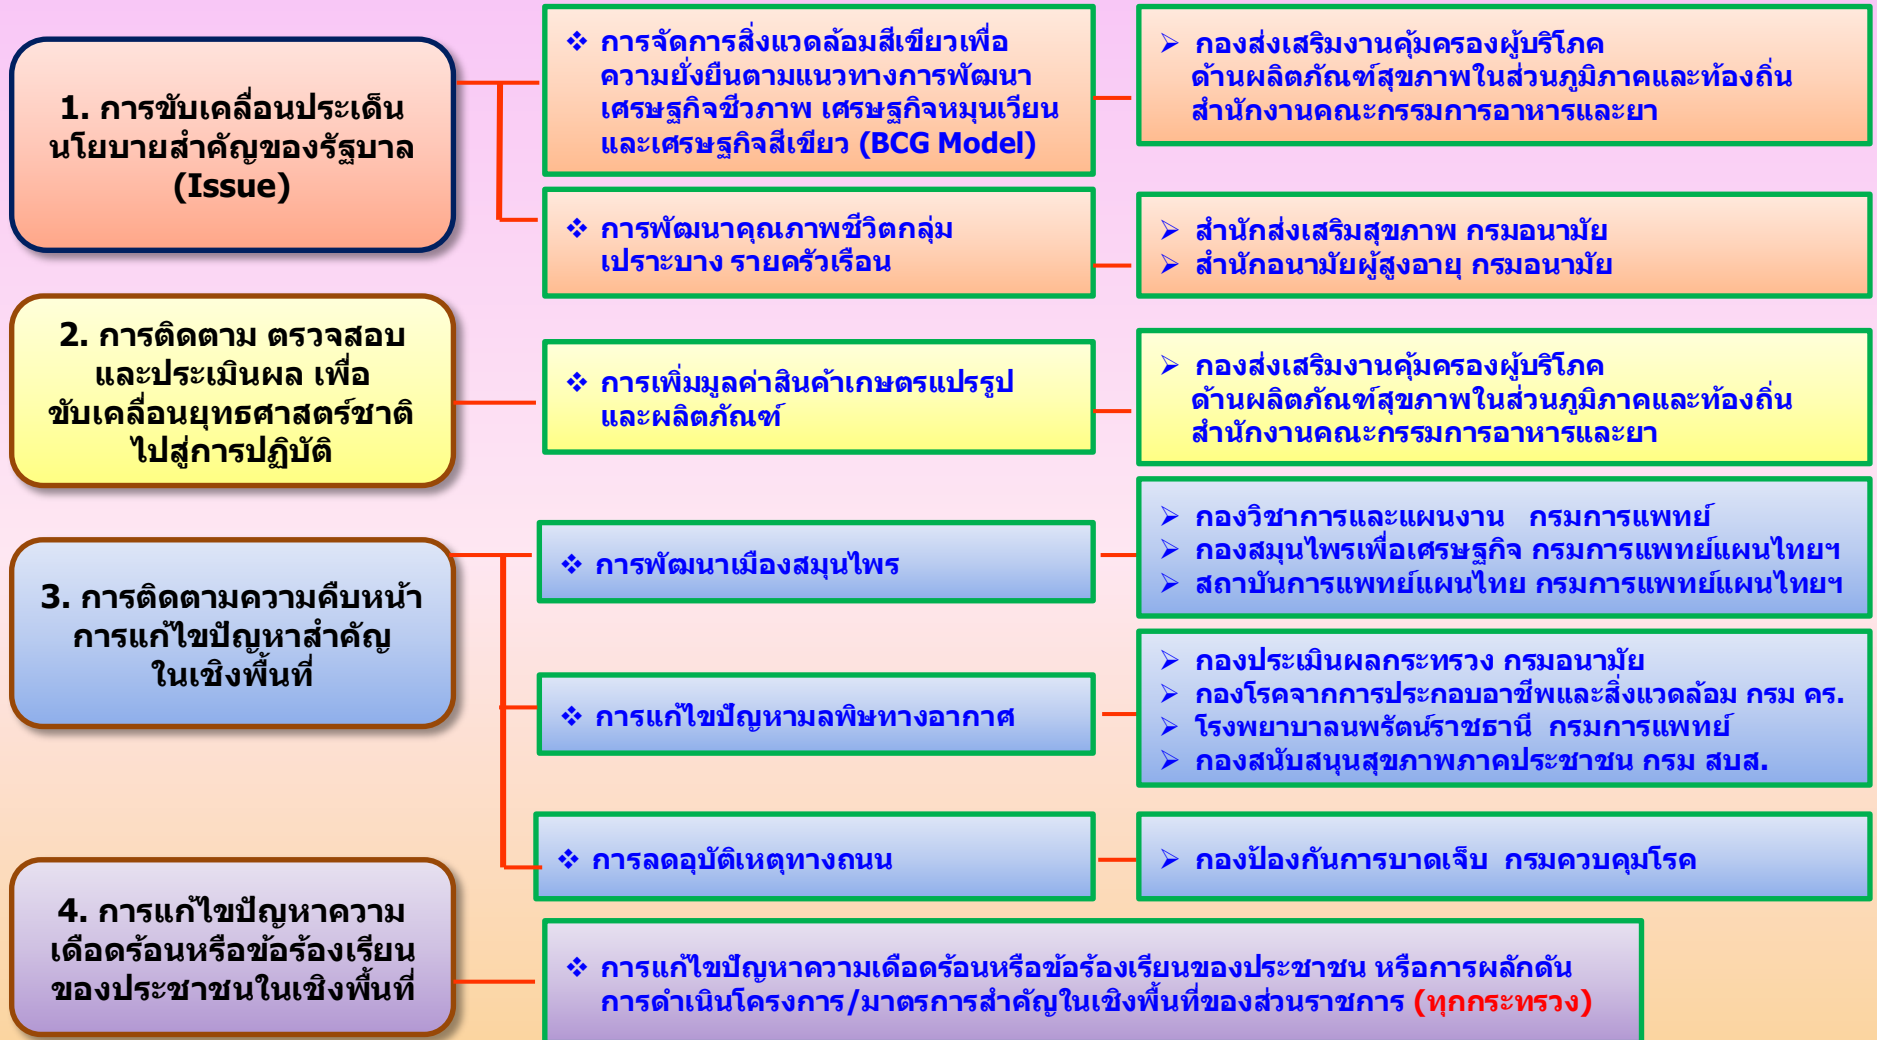 1. การขับเคลื่อนประเด็น
นโยบายสำคัญของรัฐบาล
(Issue)
❖ การจัดการสิ่งแวดล้อมสีเขียวเพื่อ
ความยั่งยืนตามแนวทางการพัฒนา
เศรษฐกิจชีวภาพ เศรษฐกิจหมุนเวียน
และเศรษฐกิจสีเขียว (BCG Model)
➢ กองส่งเสริมงานคุ้มครองผู้บริโภค
ด้านผลิตภัณฑ์สุขภาพในส่วนภูมิภาคและท้องถิ่น
สำนักงานคณะกรรมการอาหารและยา
❖ การพัฒนาคุณภาพชีวิตกลุ่ม
เปราะบาง รายครัวเรือน
➢ สำนักส่งเสริมสุขภาพ กรมอนามัย
➢ สำนักอนามัยผู้สูงอายุ กรมอนามัย
2. การติดตาม ตรวจสอบ
และประเมินผล เพื่อ
ขับเคลื่อนยุทธศาสตร์ชาติ
ไปสู่การปฏิบัติ
❖ การเพิ่มมูลค่าสินค้าเกษตรแปรรูป
และผลิตภัณฑ์
➢ กองส่งเสริมงานคุ้มครองผู้บริโภค
ด้านผลิตภัณฑ์สุขภาพในส่วนภูมิภาคและท้องถิ่น
สำนักงานคณะกรรมการอาหารและยา
3. การติดตามความคืบหน้า
การแก้ไขปัญหาสำคัญ
ในเชิงพื้นที่
❖ การพัฒนาเมืองสมุนไพร
➢ กองวิชาการและแผนงาน กรมการแพทย์
➢ กองสมุนไพรเพื่อเศรษฐกิจ กรมการแพทย์แผนไทยฯ
➢ สถาบันการแพทย์แผนไทย กรมการแพทย์แผนไทยฯ
❖ การแก้ไขปัญหามลพิษทางอากาศ
➢ กองประเมินผลกระทรวง กรมอนามัย
➢ กองโรคจากการประกอบอาชีพและสิ่งแวดล้อม กรม คร.
➢ โรงพยาบาลนพรัตน์ราชธานี กรมการแพทย์
➢ กองสนับสนุนสุขภาพภาคประชาชน กรม สบส.
❖ การลดอุบัติเหตุทางถนน
➢ กองป้องกันการบาดเจ็บ กรมควบคุมโรค
4. การแก้ไขปัญหาความ
เดือดร้อนหรือข้อร้องเรียน
ของประชาชนในเชิงพื้นที่
❖ การแก้ไขปัญหาความเดือดร้อนหรือข้อร้องเรียนของประชาชน หรือการผลักดัน
การดำเนินโครงการ/มาตรการสำคัญในเชิงพื้นที่ของส่วนราชการ (ทุกกระทรวง)